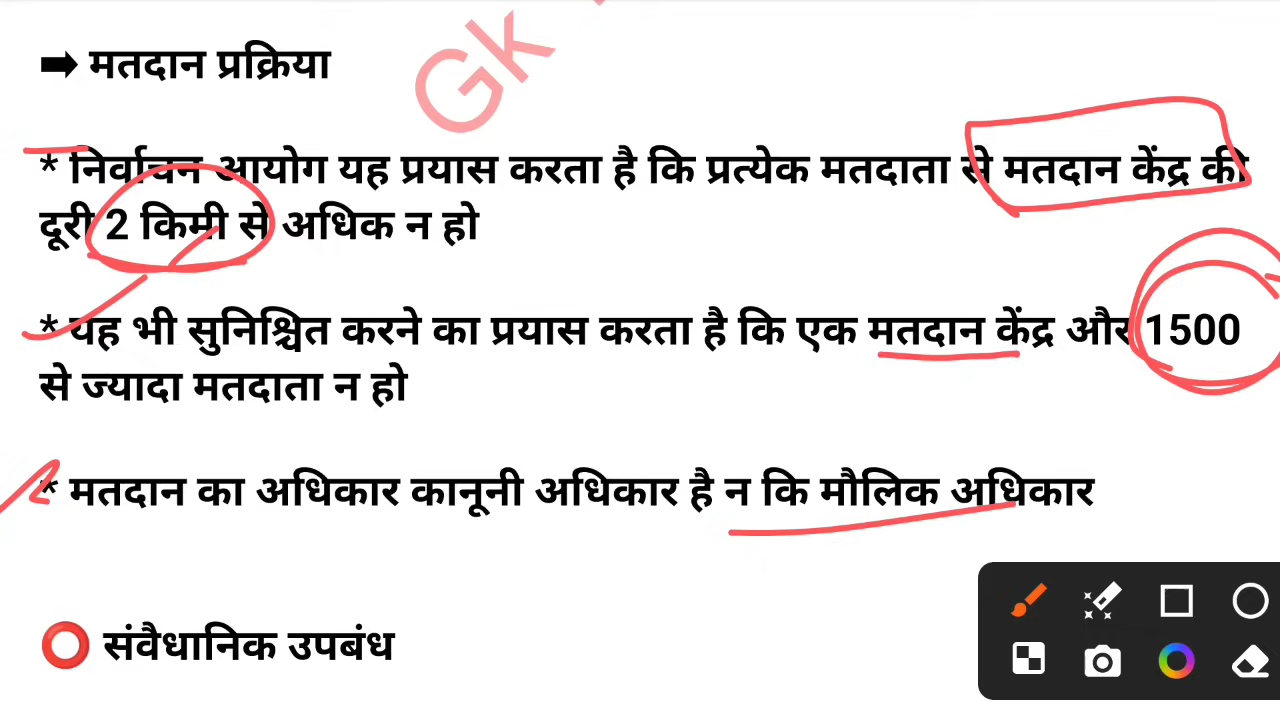 ➡ मतदान प्रक्रिया
Gk
* निर्वाचन आयोग यह प्रयास करता है कि प्रत्येक मतदाता से मतदान केंद्र की
दूरी 2 किमी से अधिक न हो
* यह भी सुनिश्चित करने का प्रयास करता है कि एक मतदान केंद्र और 1500
से ज्यादा मतदाता न हो
* मतदान का अधिकार कानूनी अधिकार है न कि मौलिक अधिकार
⭕ संवैधानिक उपबंध